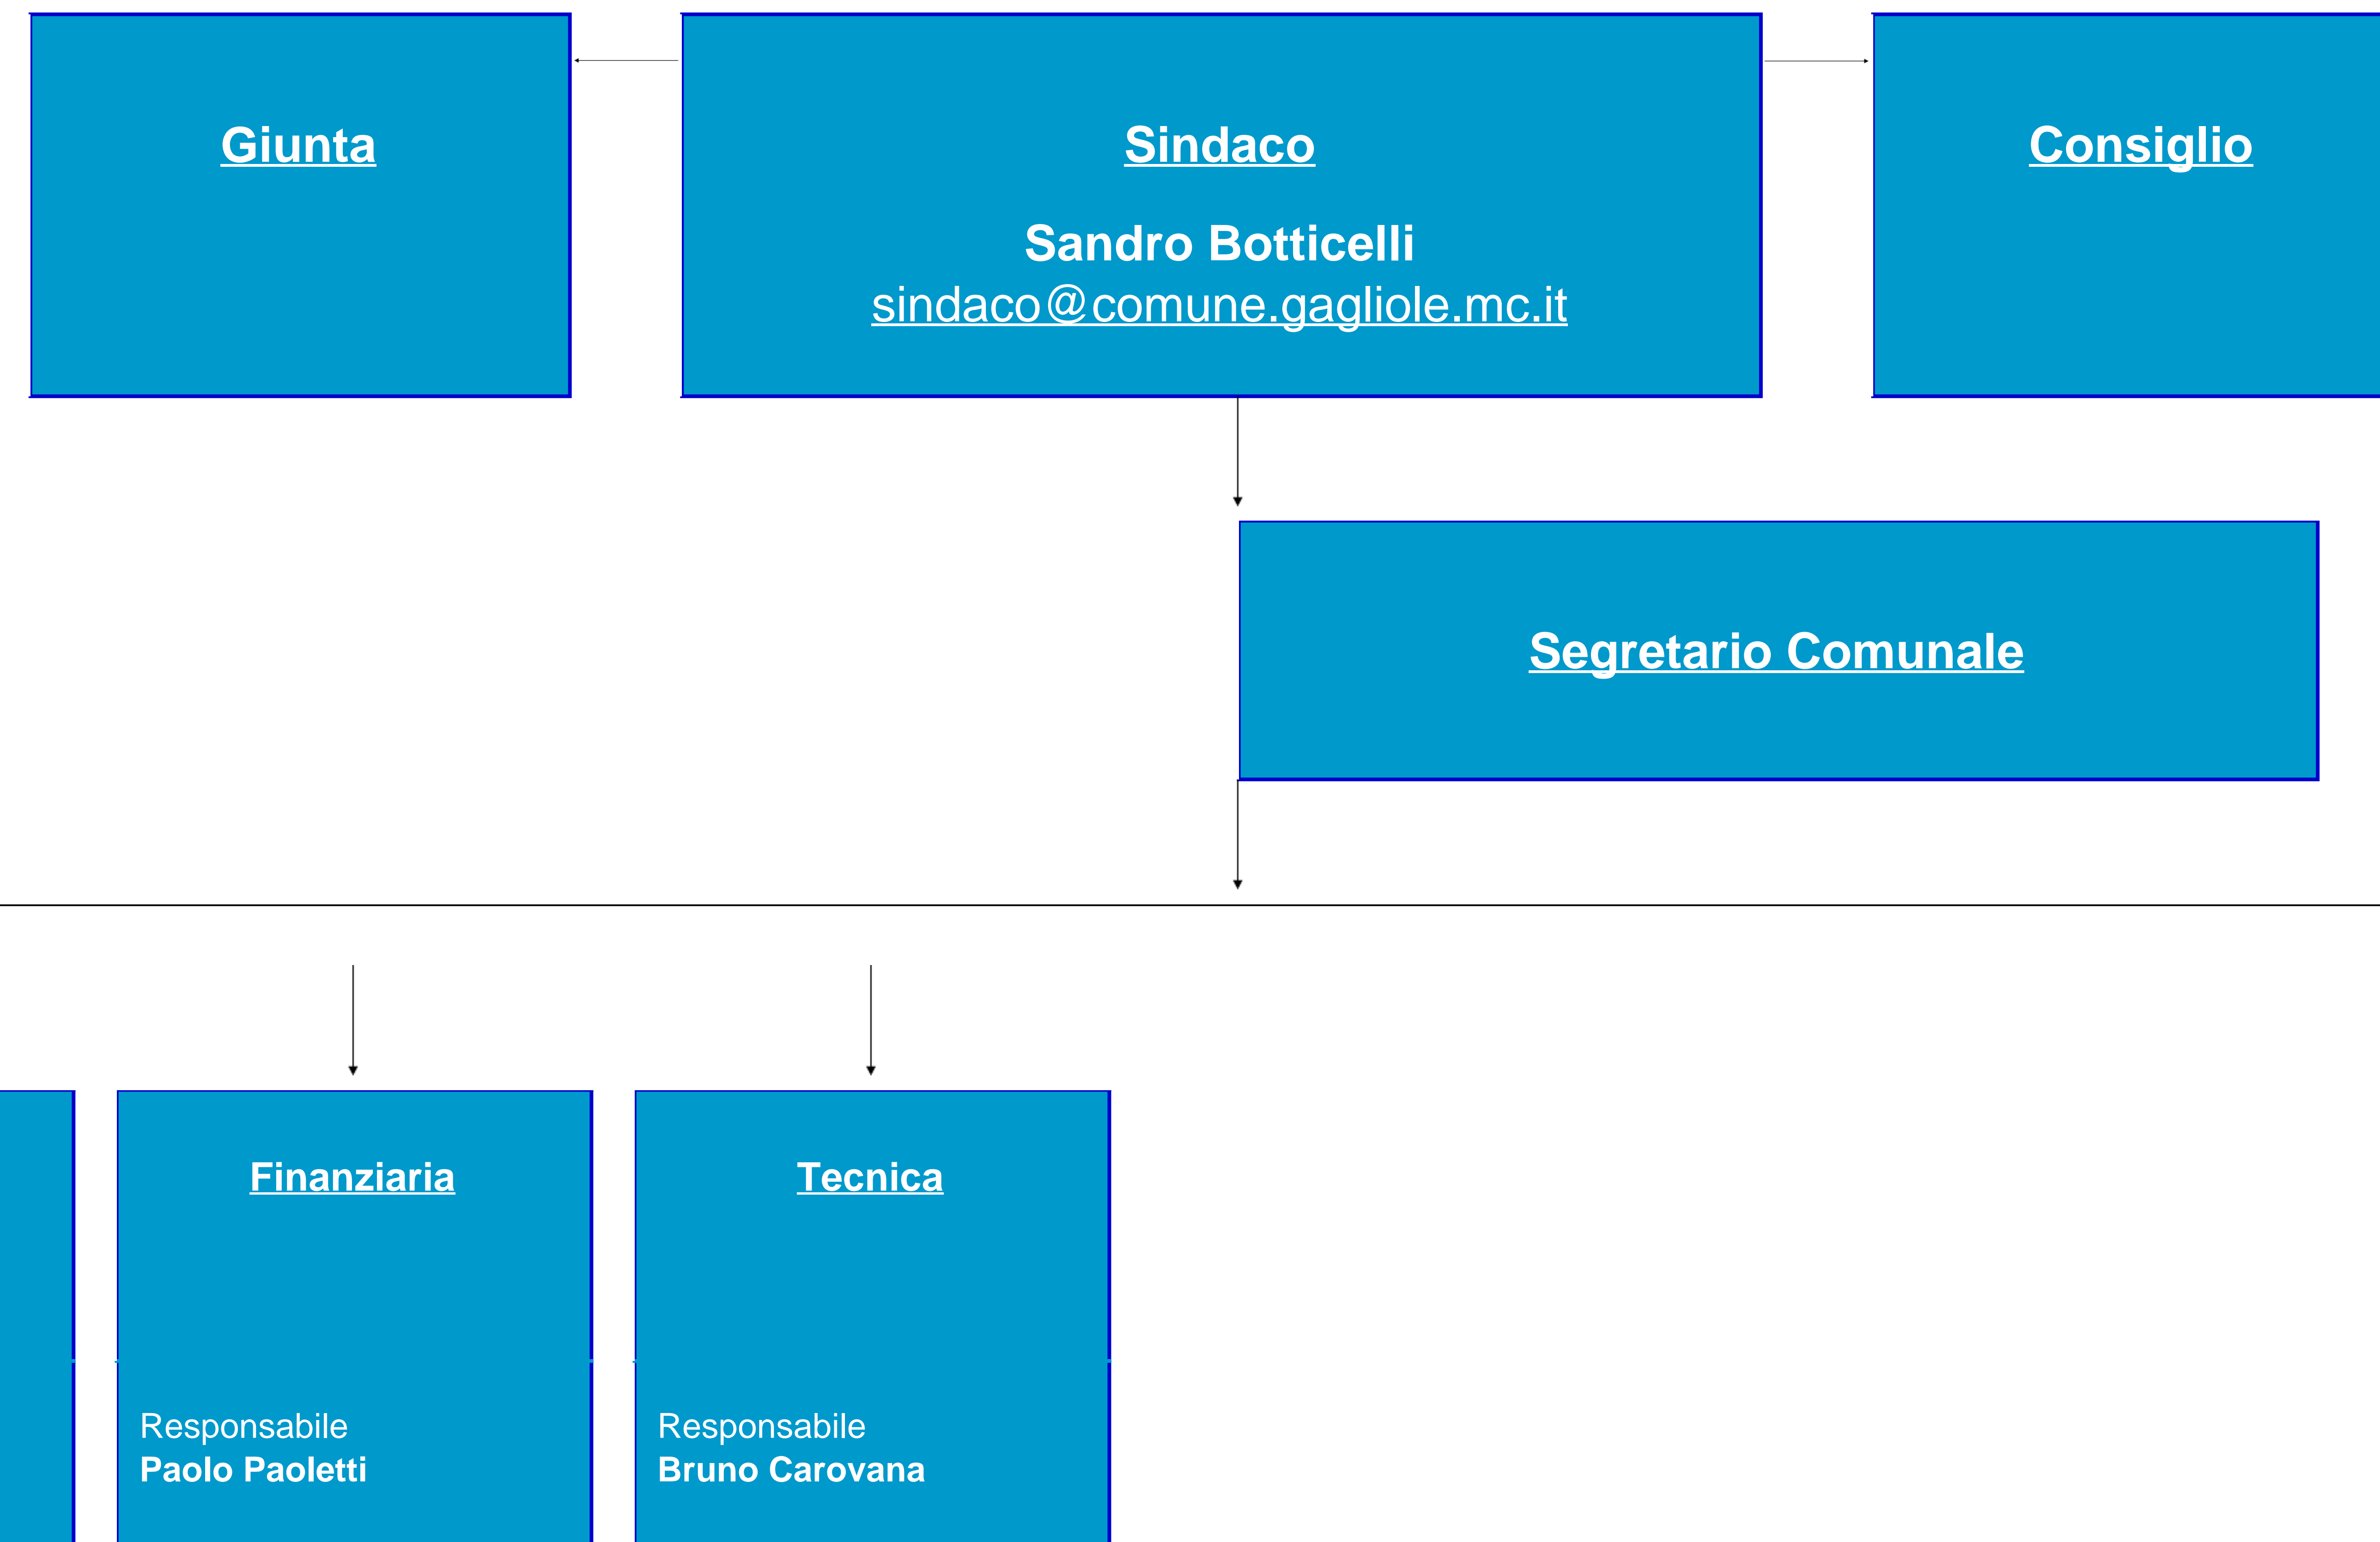 Giunta
Sindaco
Sandro Botticelli
sindaco@comune.gagliole.mc.it
Consiglio
Segretario Comunale
Finanziaria
Responsabile
Paolo Paoletti
Tecnica
Responsabile
Bruno Carovana